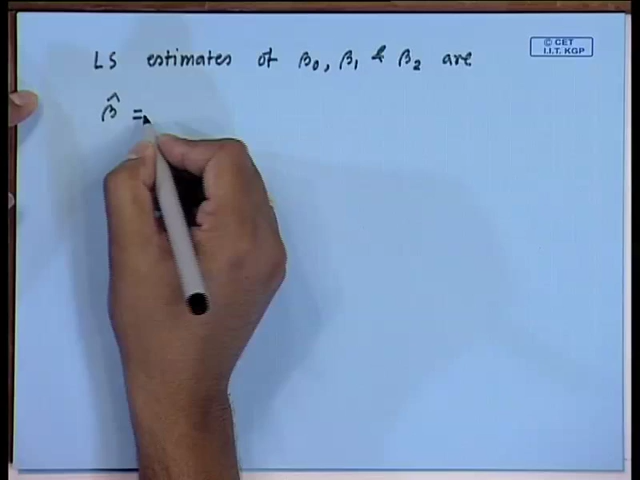 LS estimates of β₀, β₁ & β₂ are
© CET
I.I.T. KGP
β̂ =